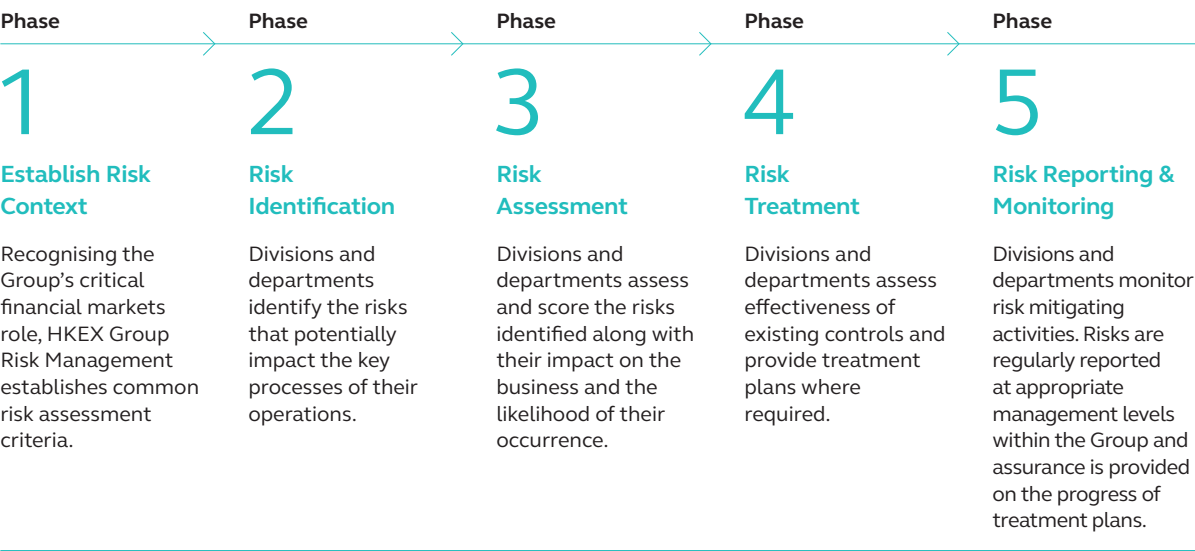 Phase
1
Establish Risk
Context
Recognising the
Group's critical
financial markets
role, HKEX Group
Risk Management
establishes common
risk assessment
criteria.
Phase
2
Risk
Identification
Divisions and
departments
identify the risks
that potentially
impact the key
processes of their
operations.
Phase
3
Risk
Assessment
Divisions and
departments assess
and score the risks
identified along with
their impact on the
business and the
likelihood of their
occurrence.
Phase
4
Risk
Treatment
Divisions and
departments assess
effectiveness of
existing controls and
provide treatment
plans where
required.
Phase
5
Risk Reporting &
Monitoring
Divisions and
departments monitor
risk mitigating
activities. Risks are
regularly reported
at appropriate
management levels
within the Group and
assurance is provided
on the progress of
treatment plans.